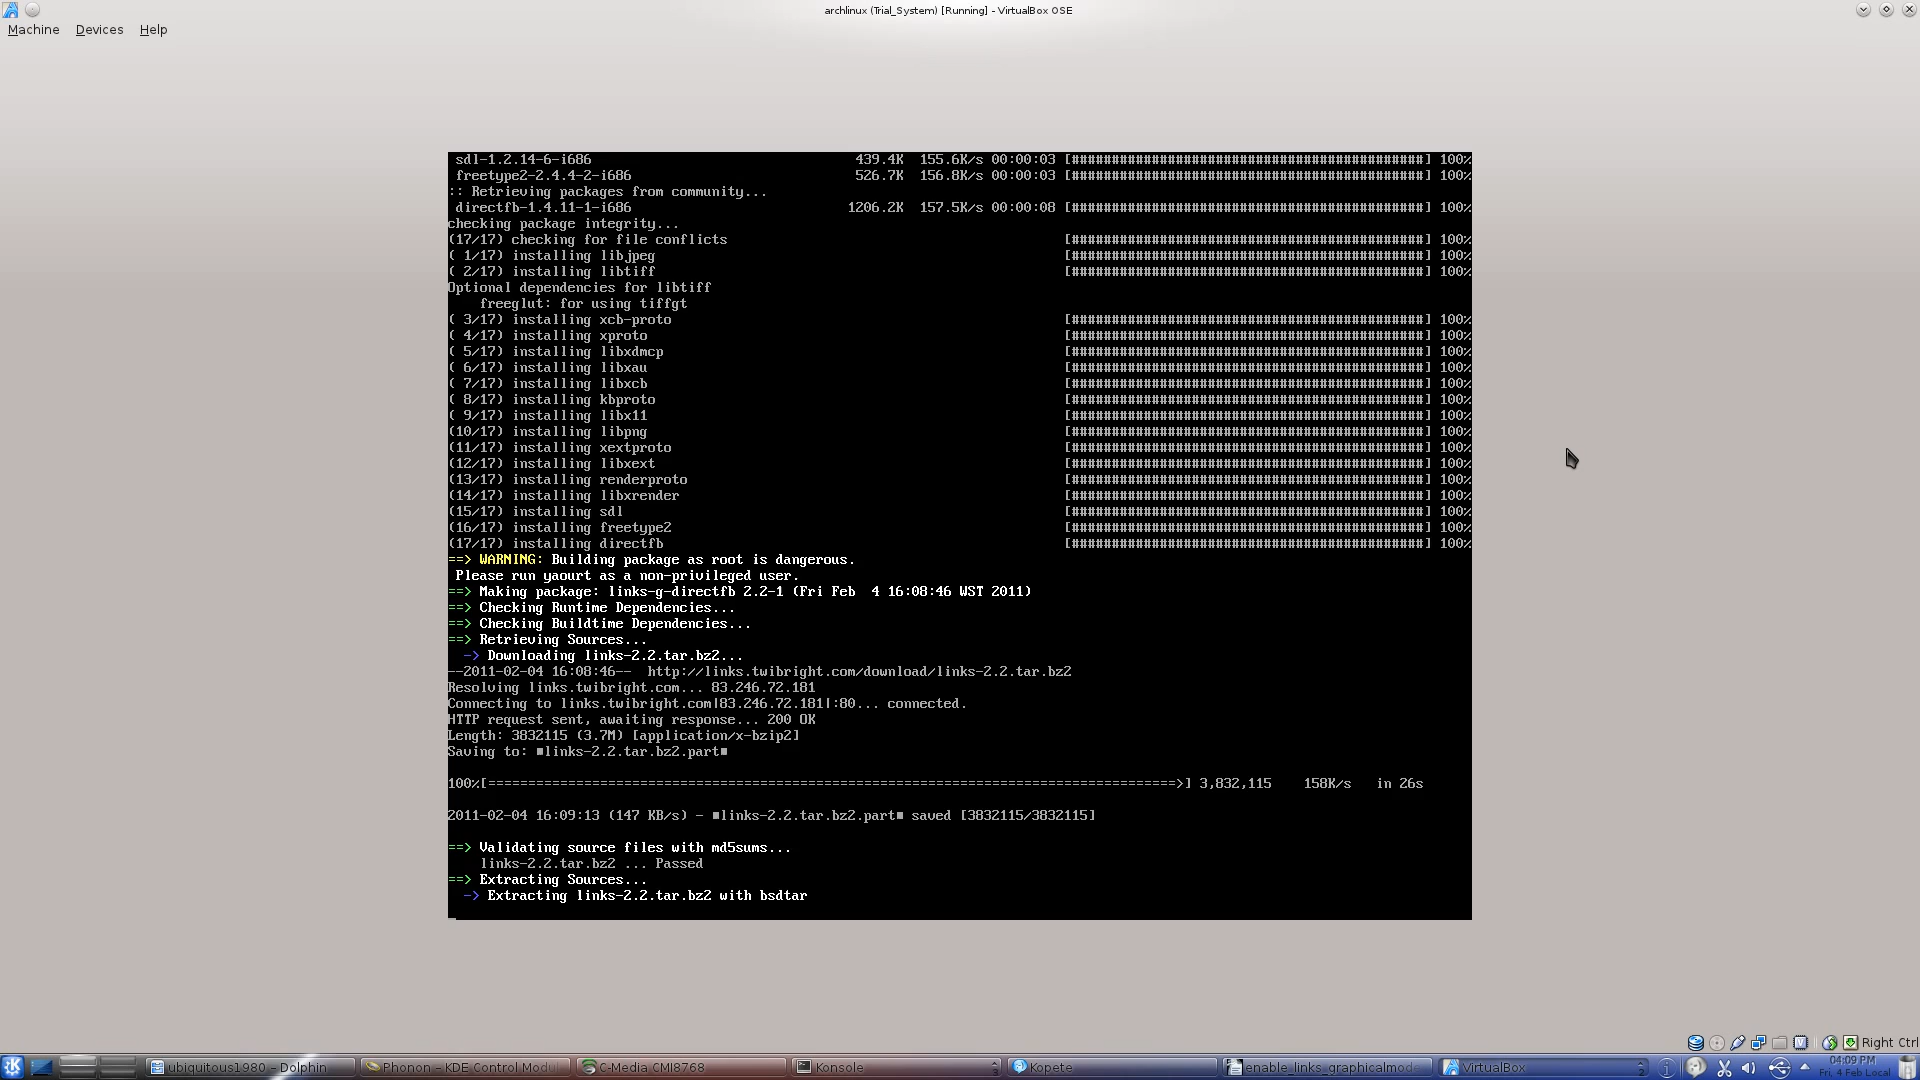 archlinux (Trial_System) [Running] - VirtualBox OSE
Machine Devices Help
sdl-1.2.14-6-i686 439.4K 155.6K/s 00:00:03 [#############################################] 100%
freetype2-2.4.4-2-i686 526.7K 156.8K/s 00:00:03 [#############################################] 100%
:: Retrieving packages from community...
directfb-1.4.11-1-i686 1206.2K 157.5K/s 00:00:08 [#############################################] 100%
checking package integrity...
(17/17) checking for file conflicts [#############################################] 100%
( 1/17) installing libjpeg [#############################################] 100%
( 2/17) installing libtiff [#############################################] 100%
Optional dependencies for libtiff
freeglut: for using tiffgt
( 3/17) installing xcb-proto [#############################################] 100%
( 4/17) installing xproto [#############################################] 100%
( 5/17) installing libxdmcp [#############################################] 100%
( 6/17) installing libxau [#############################################] 100%
( 7/17) installing libxcb [#############################################] 100%
( 8/17) installing kbproto [#############################################] 100%
( 9/17) installing libx11 [#############################################] 100%
(10/17) installing libpng [#############################################] 100%
(11/17) installing xextproto [#############################################] 100%
(12/17) installing libxext [#############################################] 100%
(13/17) installing renderproto [#############################################] 100%
(14/17) installing libxrender [#############################################] 100%
(15/17) installing sdl [#############################################] 100%
(16/17) installing freetype2 [#############################################] 100%
(17/17) installing directfb [#############################################] 100%
==> WARNING: Building package as root is dangerous.
Please run yaourt as a non-privileged user.
==> Making package: links-g-directfb 2.2-1 (Fri Feb  4 16:08:46 WST 2011)
==> Checking Runtime Dependencies...
==> Checking Buildtime Dependencies...
==> Retrieving Sources...
-> Downloading links-2.2.tar.bz2...
--2011-02-04 16:08:46--  http://links.twibright.com/download/links-2.2.tar.bz2
Resolving links.twibright.com... 83.246.72.181
Connecting to links.twibright.com|83.246.72.181|:80... connected.
HTTP request sent, awaiting response... 200 OK
Length: 3832115 (3.7M) [application/x-bzip2]
Saving to: ■links-2.2.tar.bz2.part■
100%[======================================================================================>] 3,832,115 158K/s in 26s
2011-02-04 16:09:13 (147 KB/s) - ■links-2.2.tar.bz2.part■ saved [3832115/3832115]
==> Validating source files with md5sums...
links-2.2.tar.bz2 ... Passed
==> Extracting Sources...
-> Extracting links-2.2.tar.bz2 with bsdtar
Right Ctrl
ubiquitous1980 - Dolphin Phonon - KDE Control Modul C-Media CMI8768 Konsole Kopete enable_links_graphicalmode VirtualBox 04:09 PM
Fri, 4 Feb Local